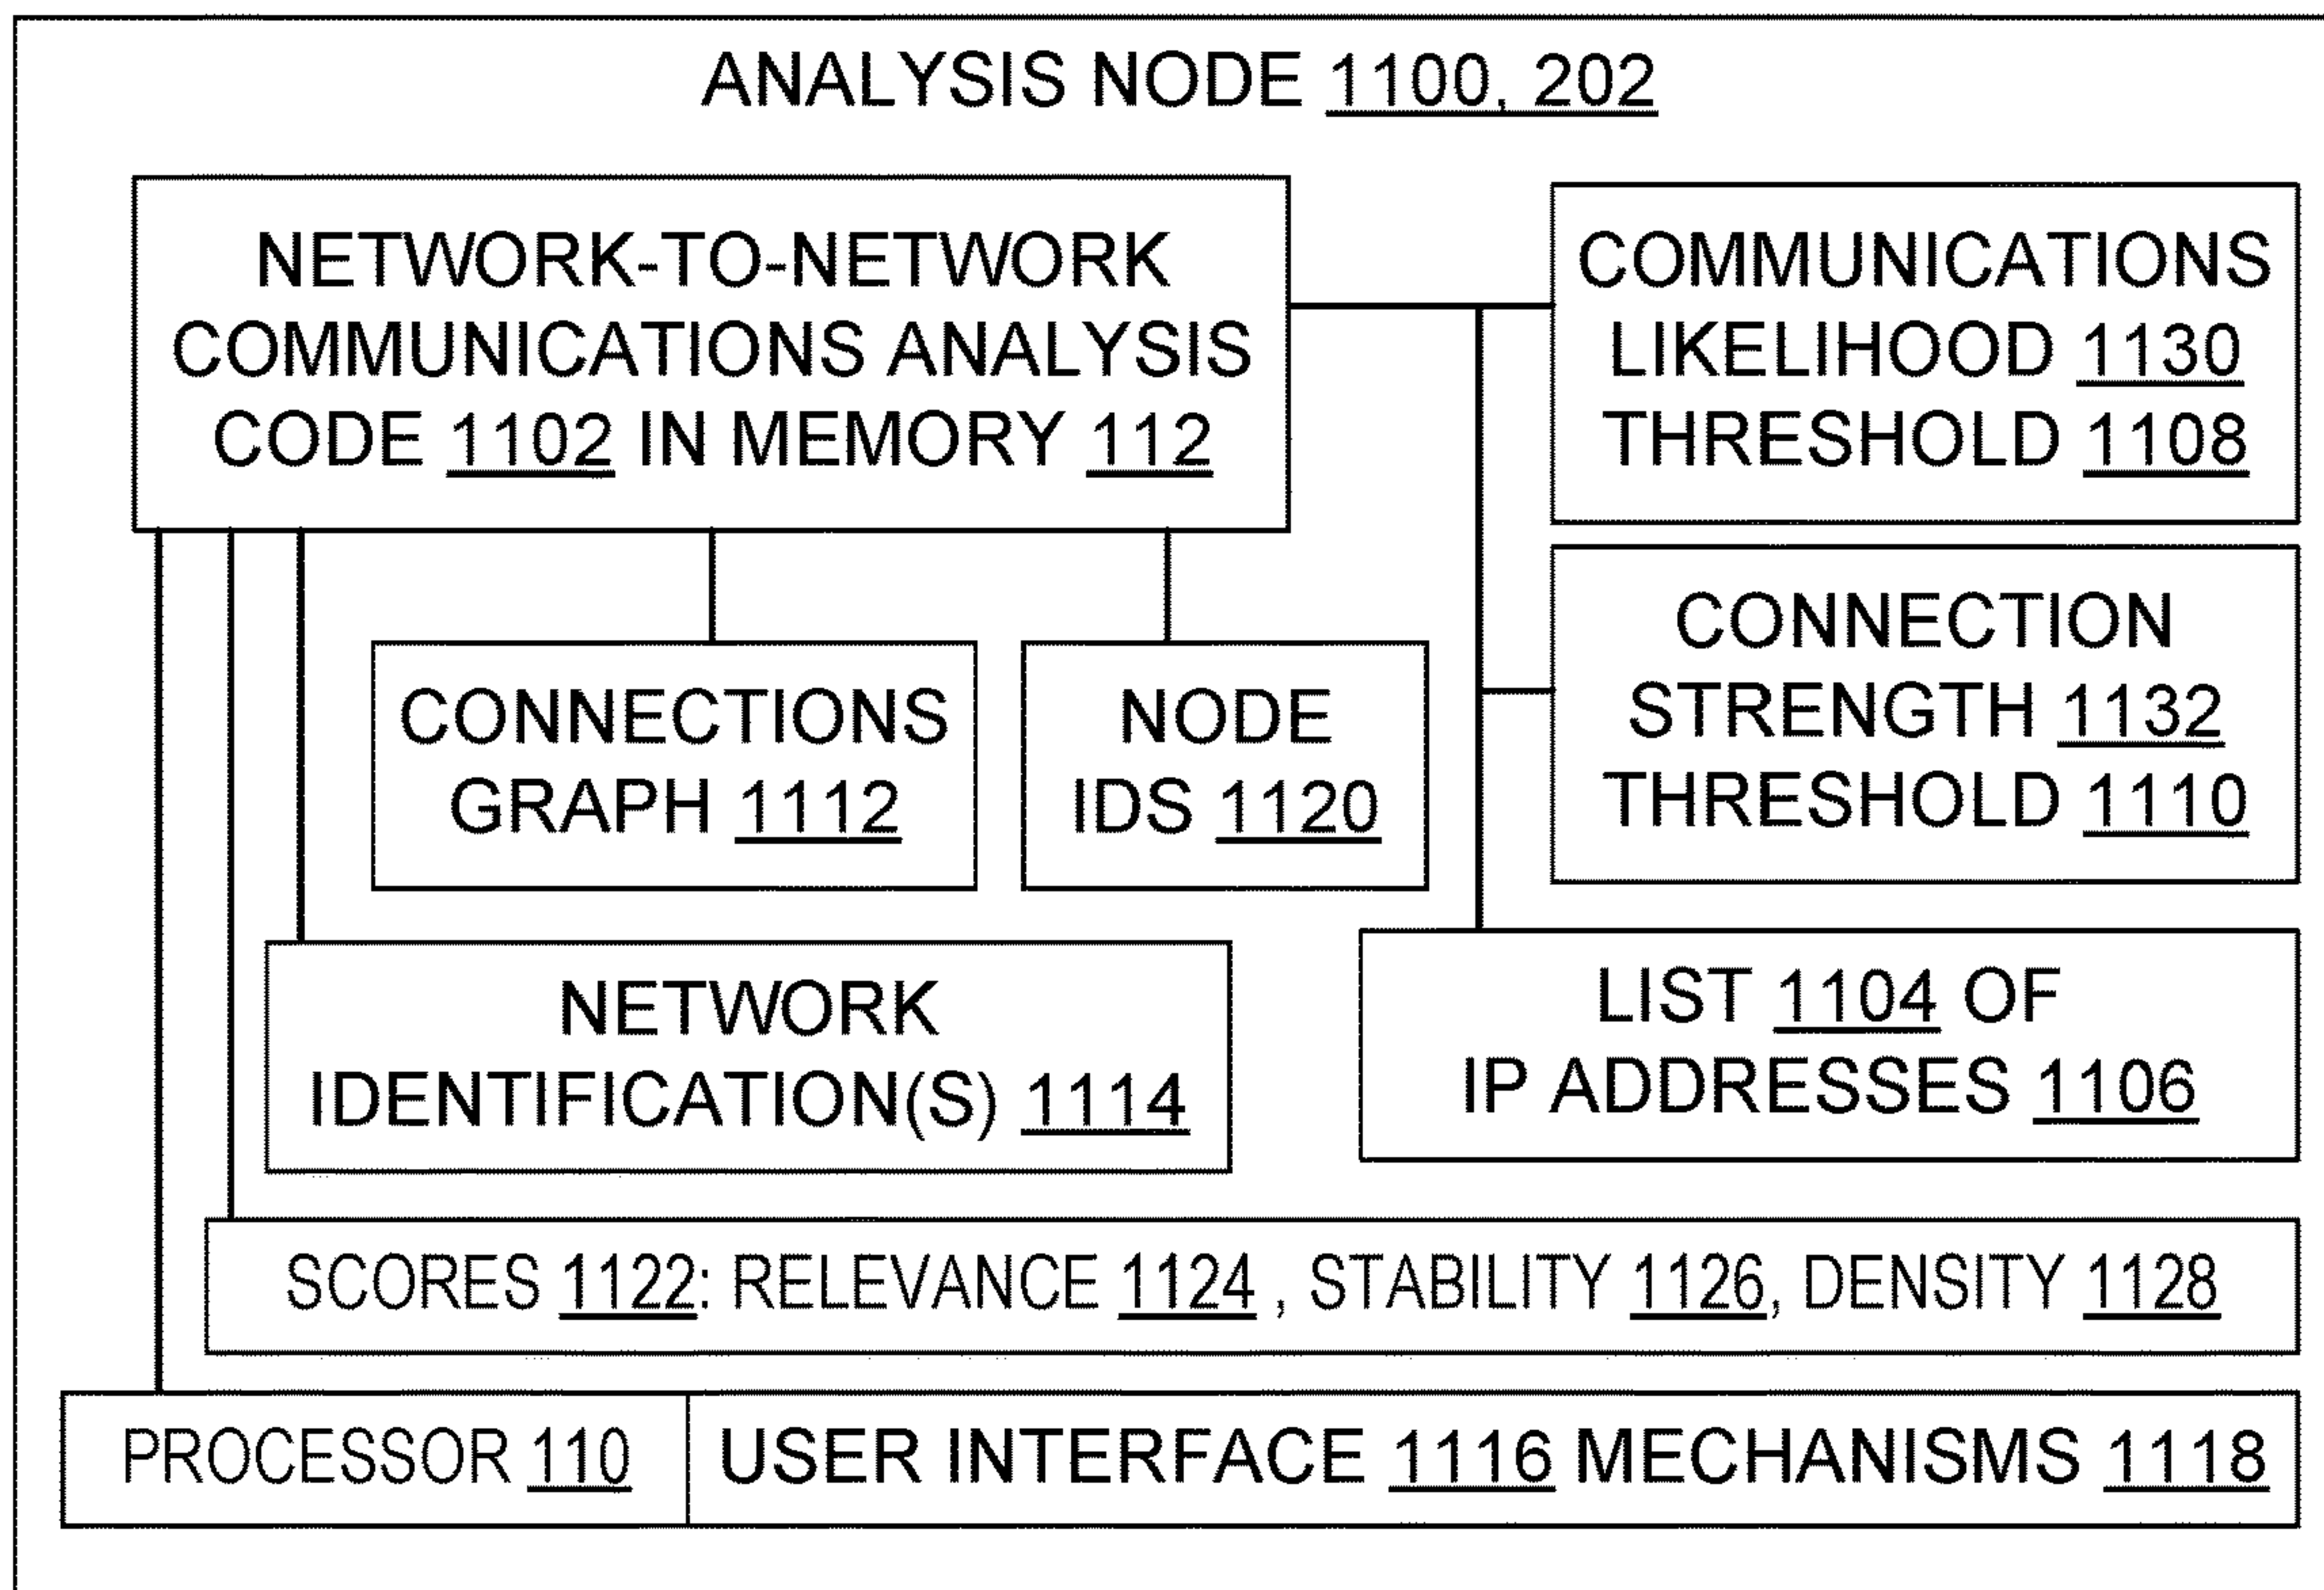 ANALYSIS NODE 1100, 202
NETWORK-TO-NETWORK
COMMUNICATIONS ANALYSIS
CODE 1102 IN MEMORY 112
COMMUNICATIONS
LIKELIHOOD 1130
THRESHOLD 1108
CONNECTION
STRENGTH 1132
THRESHOLD 1110
CONNECTIONS
GRAPH 1112
NODE
IDS 1120
NETWORK
IDENTIFICATION(S) 1114
LIST 1104 OF
IP ADDRESSES 1106
SCORES 1122: RELEVANCE 1124 , STABILITY 1126, DENSITY 1128
PROCESSOR 110
USER INTERFACE 1116 MECHANISMS 1118